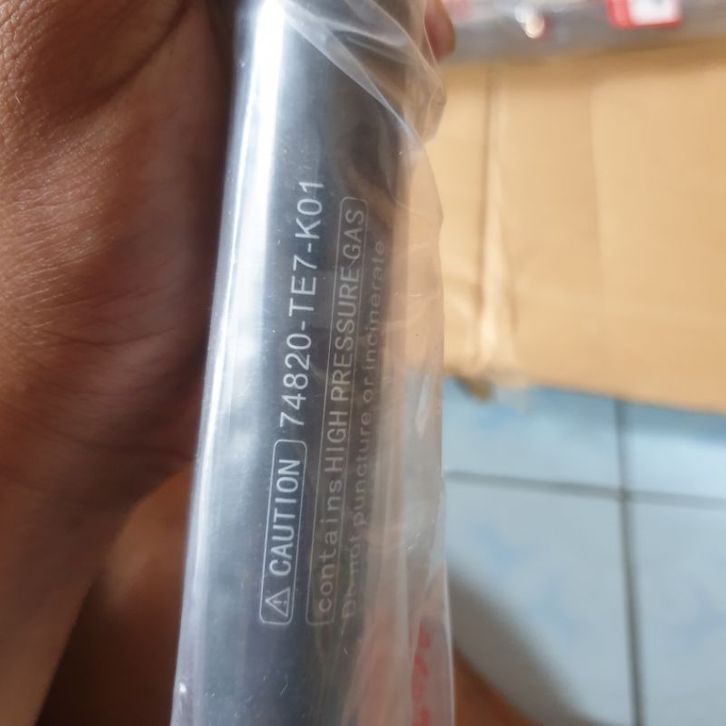 ⚠ CAUTION 74820-TE7-K01
contains HIGH PRESSURE GAS
Do not puncture or incinerate